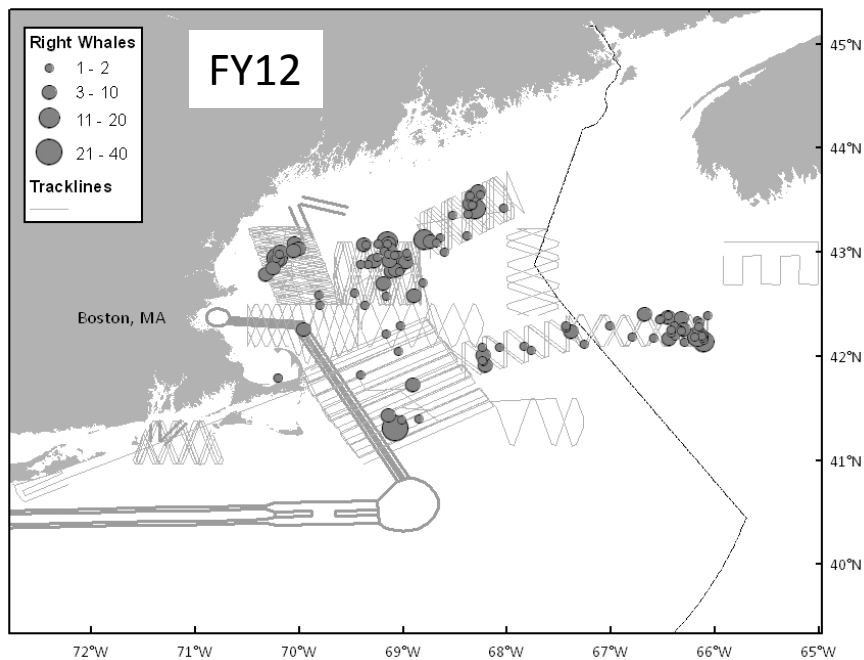 Right Whales
1 - 2
3 - 10
11 - 20
21 - 40
Tracklines
FY12
Boston, MA
45°N
44°N
43°N
42°N
41°N
40°N
72°W 71°W 70°W 69°W 68°W 67°W 66°W 65°W